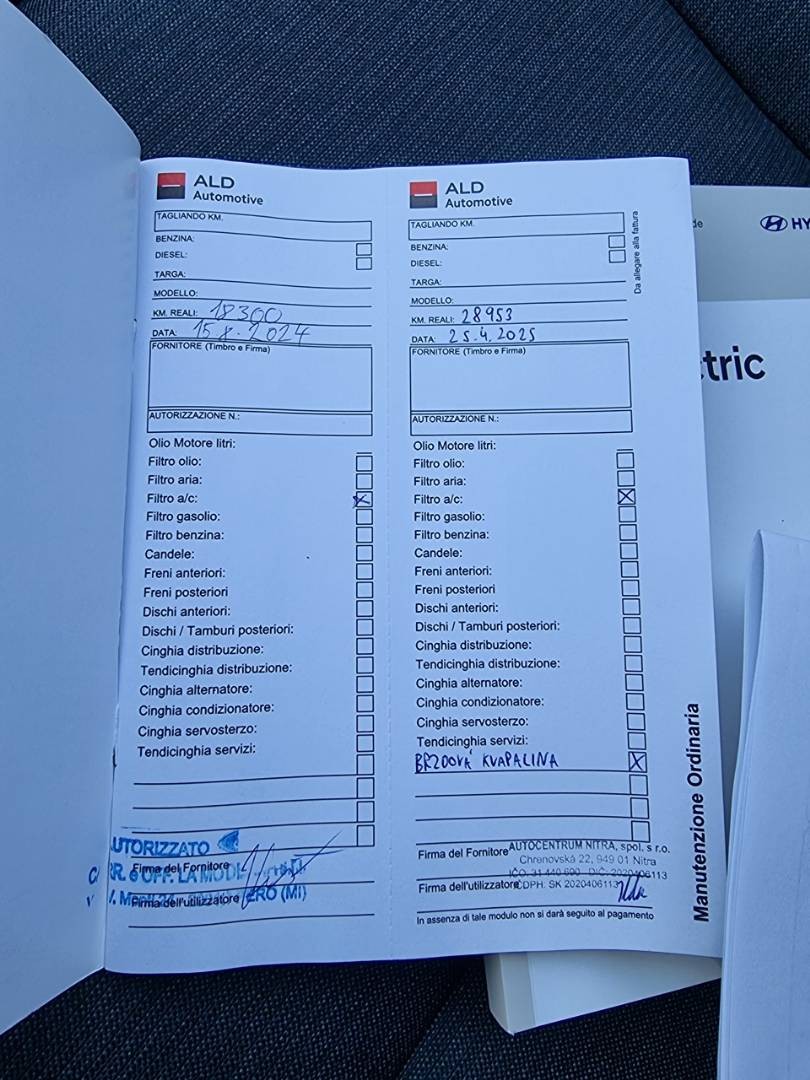 ALD
Automotive
TAGLIANDO KM.
BENZINA:
DIESEL:
TARGA:
MODELLO:
KM. REALI: 18300
DATA: 15.8.2024
FORNITORE (Timbro e Firma)
AUTORIZZAZIONE N.:
Olio Motore litri:
Filtro olio:
Filtro aria:
Filtro a/c:
Filtro gasolio:
Filtro benzina:
Candele:
Freni anteriori:
Freni posteriori
Dischi anteriori:
Dischi / Tamburi posteriori:
Cinghia distribuzione:
Tendicinghia distribuzione:
Cinghia alternatore:
Cinghia condizionatore:
Cinghia servosterzo:
Tendicinghia servizi:
UTORIZZATO
Firma del Fornitore
Firma dell'utilizzatore
(MI)
ALD
Automotive
TAGLIANDO KM.
BENZINA:
DIESEL:
TARGA:
MODELLO:
KM. REALI: 28953
DATA: 25.4.2025
FORNITORE (Timbro e Firma)
AUTORIZZAZIONE N.:
Olio Motore litri:
Filtro olio:
Filtro aria:
Filtro a/c: X
Filtro gasolio:
Filtro benzina:
Candele:
Freni anteriori:
Freni posteriori
Dischi anteriori:
Dischi / Tamburi posteriori:
Cinghia distribuzione:
Tendicinghia distribuzione:
Cinghia alternatore:
Cinghia condizionatore:
Cinghia servosterzo:
Tendicinghia servizi:
BRZDOVÁ KVAPALINA X
Firma del Fornitore AUTOCENTRUM NITRA, spol. s r.o.
Chrenovská 22, 949 01 Nitra
Firma dell'utilizzatore
DPH: SK 2020406113
In assenza di tale modulo non si darà seguito al pagamento
Da allegare alla fattura
Manutenzione Ordinaria
HY
tric